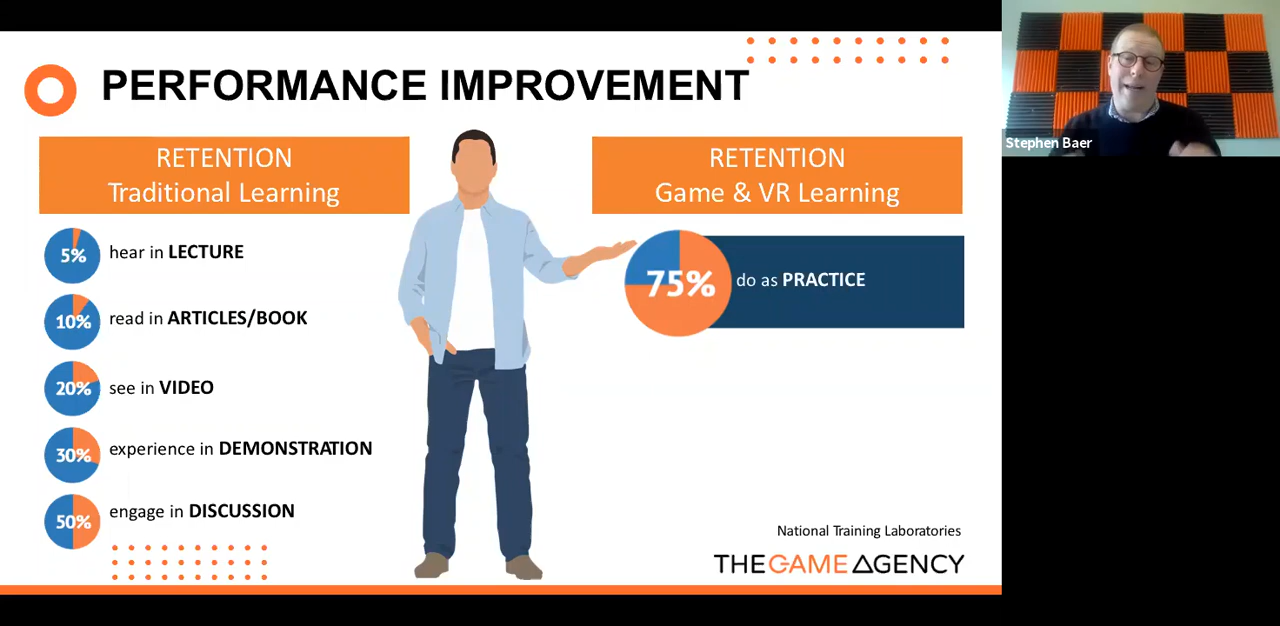 PERFORMANCE IMPROVEMENT
RETENTION
Traditional Learning
5% hear in LECTURE
10% read in ARTICLES/BOOK
20% see in VIDEO
30% experience in DEMONSTRATION
50% engage in DISCUSSION
RETENTION
Game & VR Learning
75% do as PRACTICE
National Training Laboratories
THE GAME AGENCY
Stephen Baer